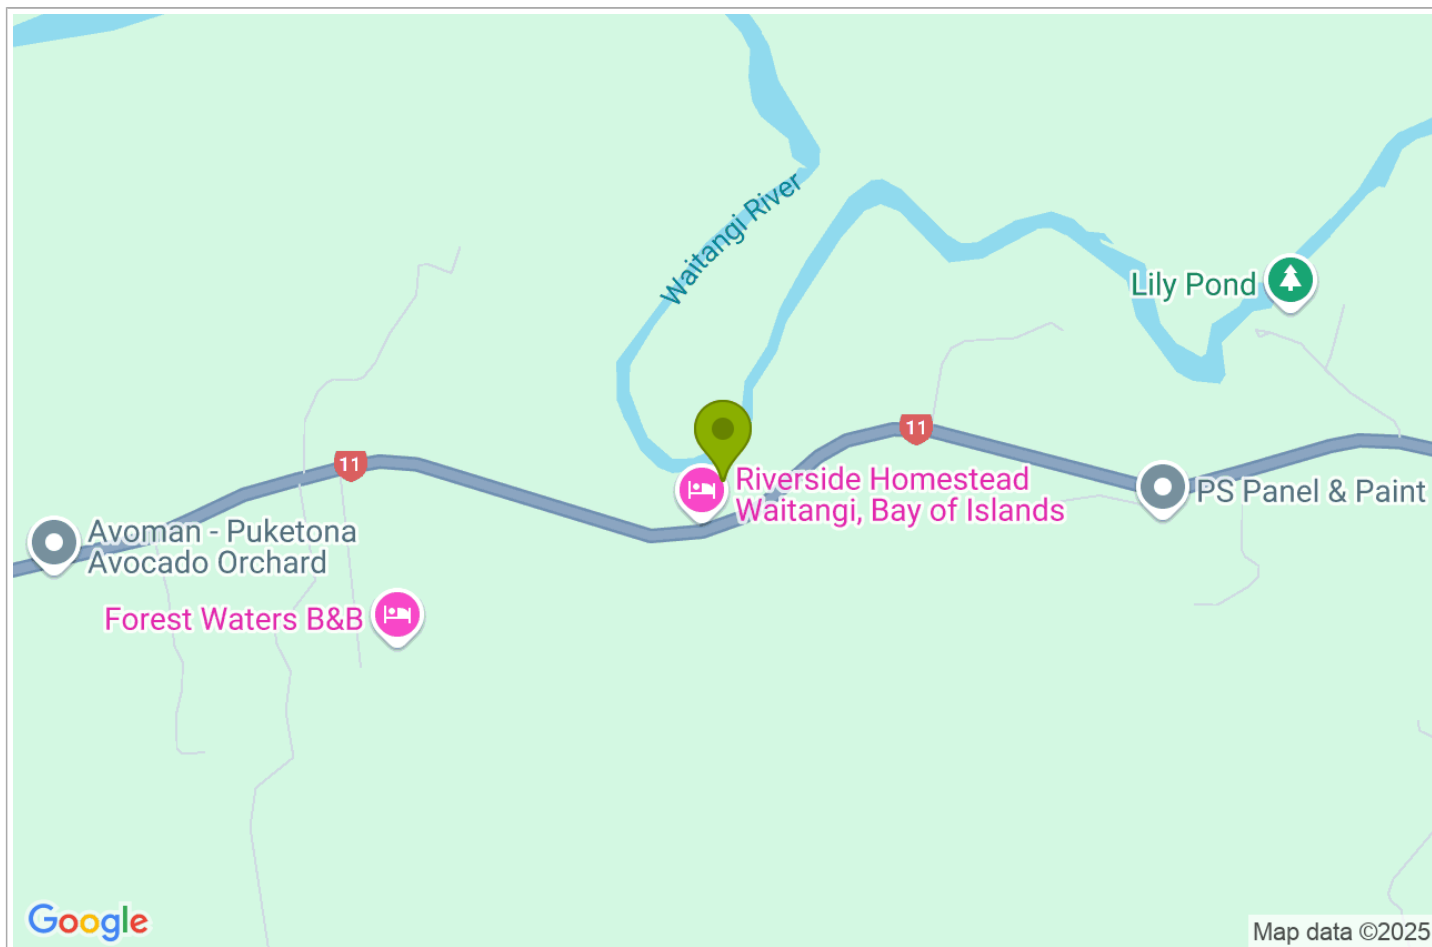 Waitangi River
Lily Pond
11
11
Riverside Homestead
Waitangi, Bay of Islands
PS Panel & Paint
Avoman - Puketona
Avocado Orchard
Forest Waters B&B
Google
Map data ©2025